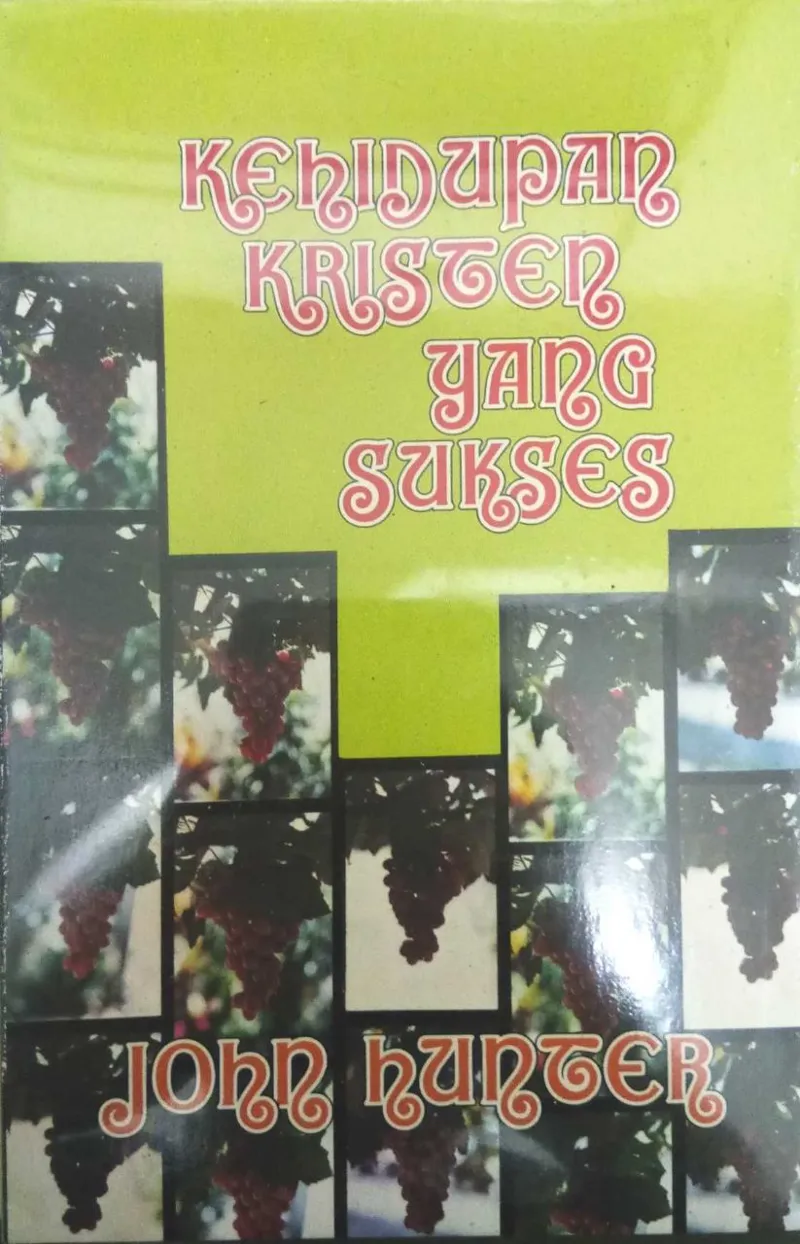 KEHIDUPAN
KRISTEN
YANG
SUKSES
JOHN HUNTER